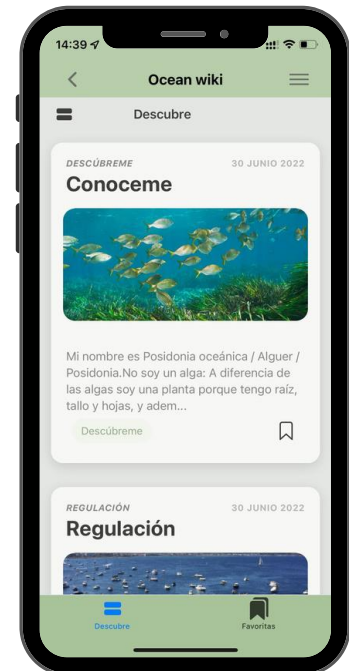 14:39
Ocean wiki
Descubre
DESCÚBREME 30 JUNIO 2022
Conoceme
Mi nombre es Posidonia oceánica / Alguer /
Posidonia.No soy un alga: A diferencia de
las algas soy una planta porque tengo raíz,
tallo y hojas, y adem...
Descúbreme
REGULACIÓN 30 JUNIO 2022
Regulación
Descubre Favoritas